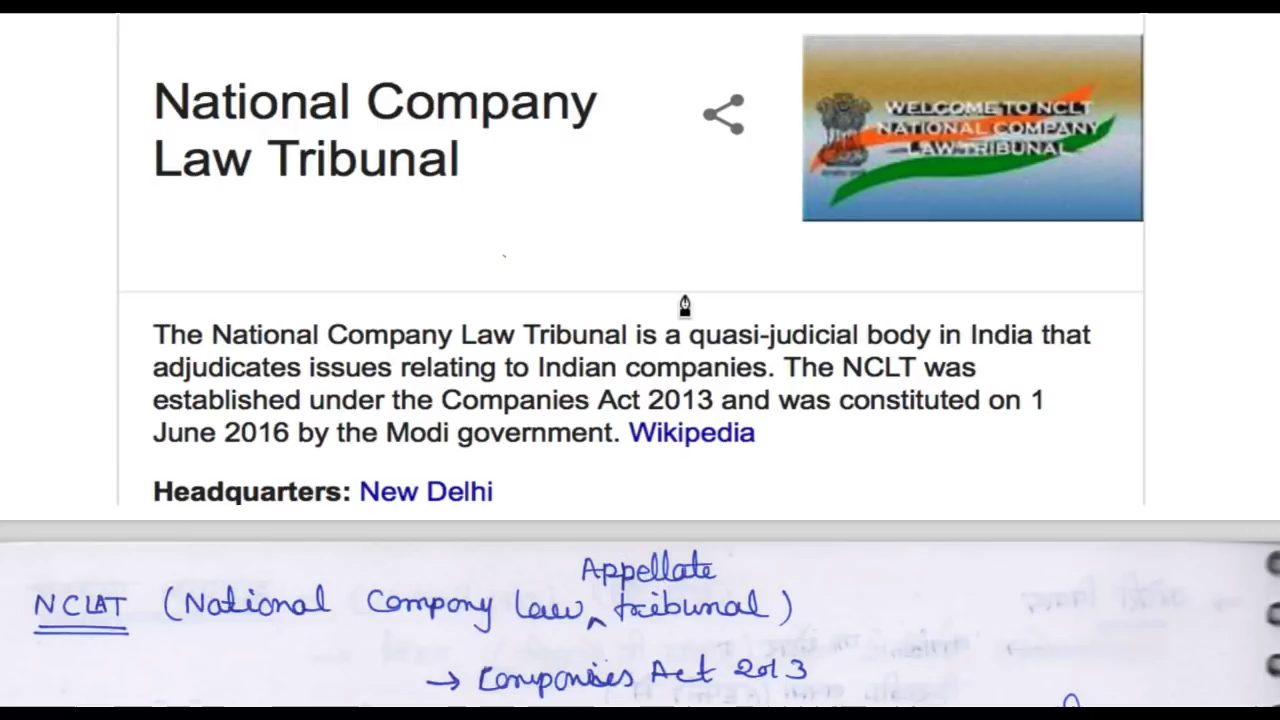 National Company
Law Tribunal
WELCOME TO NCLT
NATIONAL COMPANY
LAW TRIBUNAL
The National Company Law Tribunal is a quasi-judicial body in India that
adjudicates issues relating to Indian companies. The NCLT was
established under the Companies Act 2013 and was constituted on 1
June 2016 by the Modi government. Wikipedia
Headquarters: New Delhi
Appellate
NCLAT (National Company law ‸ tribunal)
→ Companies Act 2013